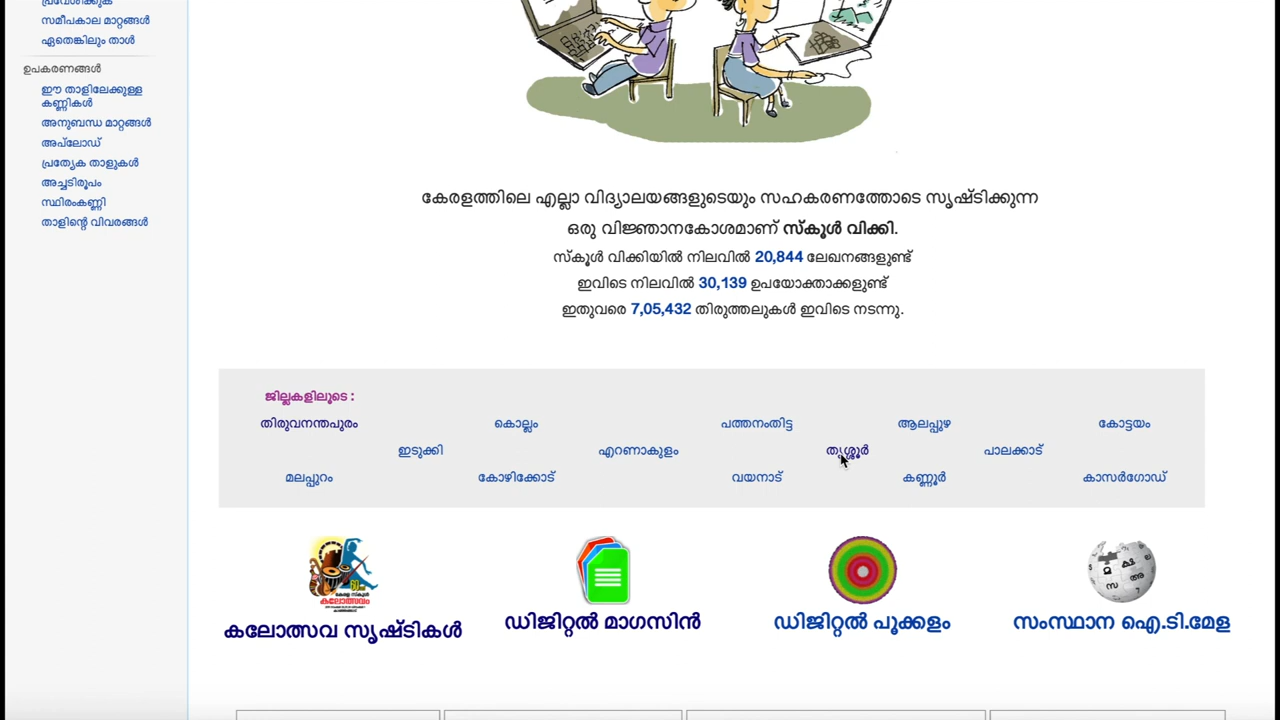 പ്രവേശിക്കുക
സമീപകാല മാറ്റങ്ങൾ
ഏതെങ്കിലും താൾ
ഉപകരണങ്ങൾ
ഈ താളിലേക്കുള്ള
കണ്ണികൾ
അനുബന്ധ മാറ്റങ്ങൾ
അപ്‌ലോഡ്
പ്രത്യേക താളുകൾ
അച്ചടിരൂപം
സ്ഥിരംകണ്ണി
താളിന്റെ വിവരങ്ങൾ
കേരളത്തിലെ എല്ലാ വിദ്യാലയങ്ങളുടെയും സഹകരണത്തോടെ സൃഷ്ടിക്കുന്ന
ഒരു വിജ്ഞാനകോശമാണ് സ്കൂൾ വിക്കി.
സ്കൂൾ വിക്കിയിൽ നിലവിൽ 20,844 ലേഖനങ്ങളുണ്ട്
ഇവിടെ നിലവിൽ 30,139 ഉപയോക്താക്കളുണ്ട്
ഇതുവരെ 7,05,432 തിരുത്തലുകൾ ഇവിടെ നടന്നു.
ജില്ലകളിലൂടെ :
തിരുവനന്തപുരം കൊല്ലം പത്തനംതിട്ട ആലപ്പുഴ കോട്ടയം
ഇടുക്കി എറണാകുളം തൃശ്ശൂർ പാലക്കാട്
മലപ്പുറം കോഴിക്കോട് വയനാട് കണ്ണൂർ കാസർഗോഡ്
കലോത്സവ സൃഷ്ടികൾ ഡിജിറ്റൽ മാഗസിൻ ഡിജിറ്റൽ പൂക്കളം സംസ്ഥാന ഐ.ടി.മേള